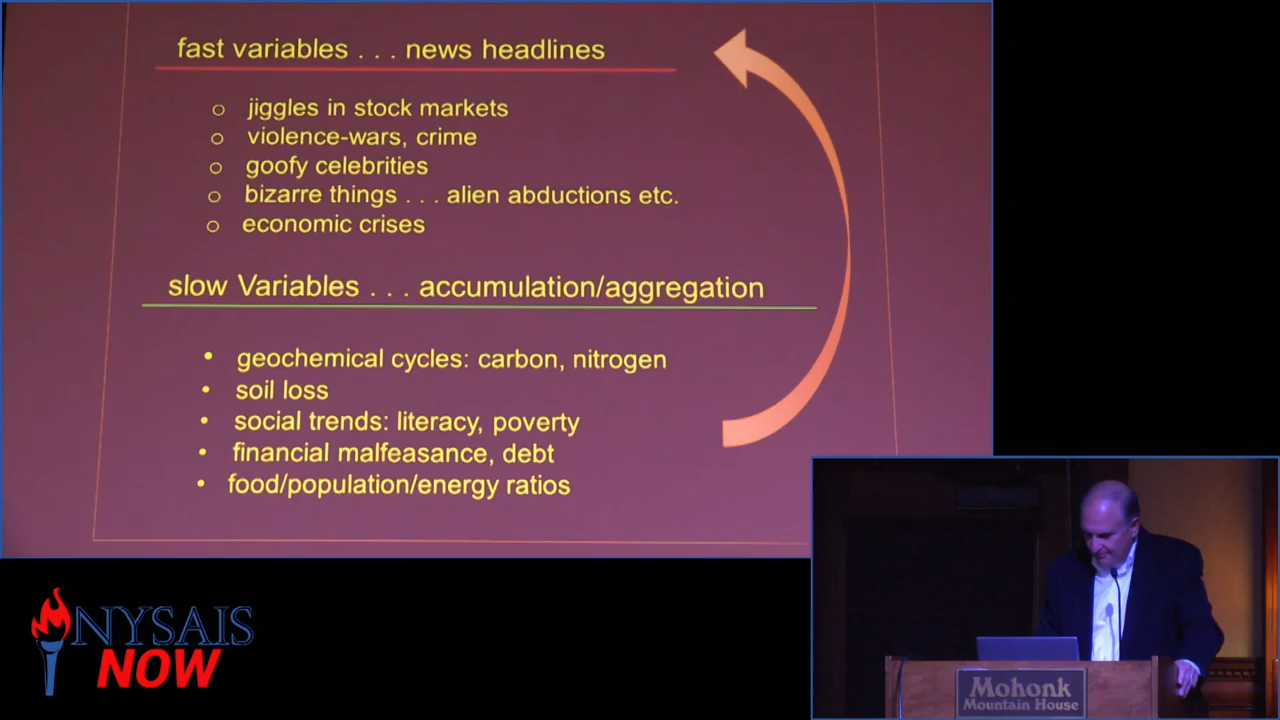 fast variables . . . news headlines
o jiggles in stock markets
o violence-wars, crime
o goofy celebrities
o bizarre things . . . alien abductions etc.
o economic crises
slow Variables . . . accumulation/aggregation
• geochemical cycles: carbon, nitrogen
• soil loss
• social trends: literacy, poverty
• financial malfeasance, debt
• food/population/energy ratios
NYSAIS
NOW
Mohonk
Mountain House